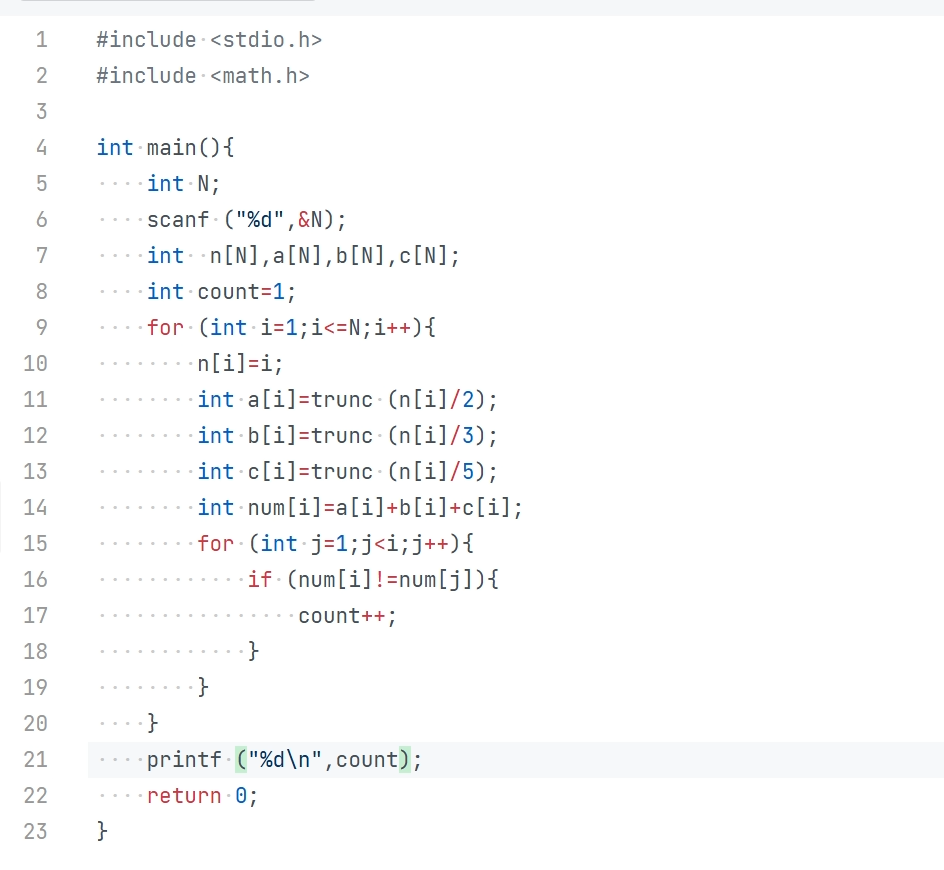 1 #include <stdio.h>
2 #include <math.h>
3
4 int main(){
5     int N;
6     scanf ("%d",&N);
7     int  n[N],a[N],b[N],c[N];
8     int count=1;
9     for (int i=1;i<=N;i++){
10         n[i]=i;
11         int a[i]=trunc (n[i]/2);
12         int b[i]=trunc (n[i]/3);
13         int c[i]=trunc (n[i]/5);
14         int num[i]=a[i]+b[i]+c[i];
15         for (int j=1;j<i;j++){
16             if (num[i]!=num[j]){
17                 count++;
18             }
19         }
20     }
21     printf ("%d\n",count);
22     return 0;
23 }